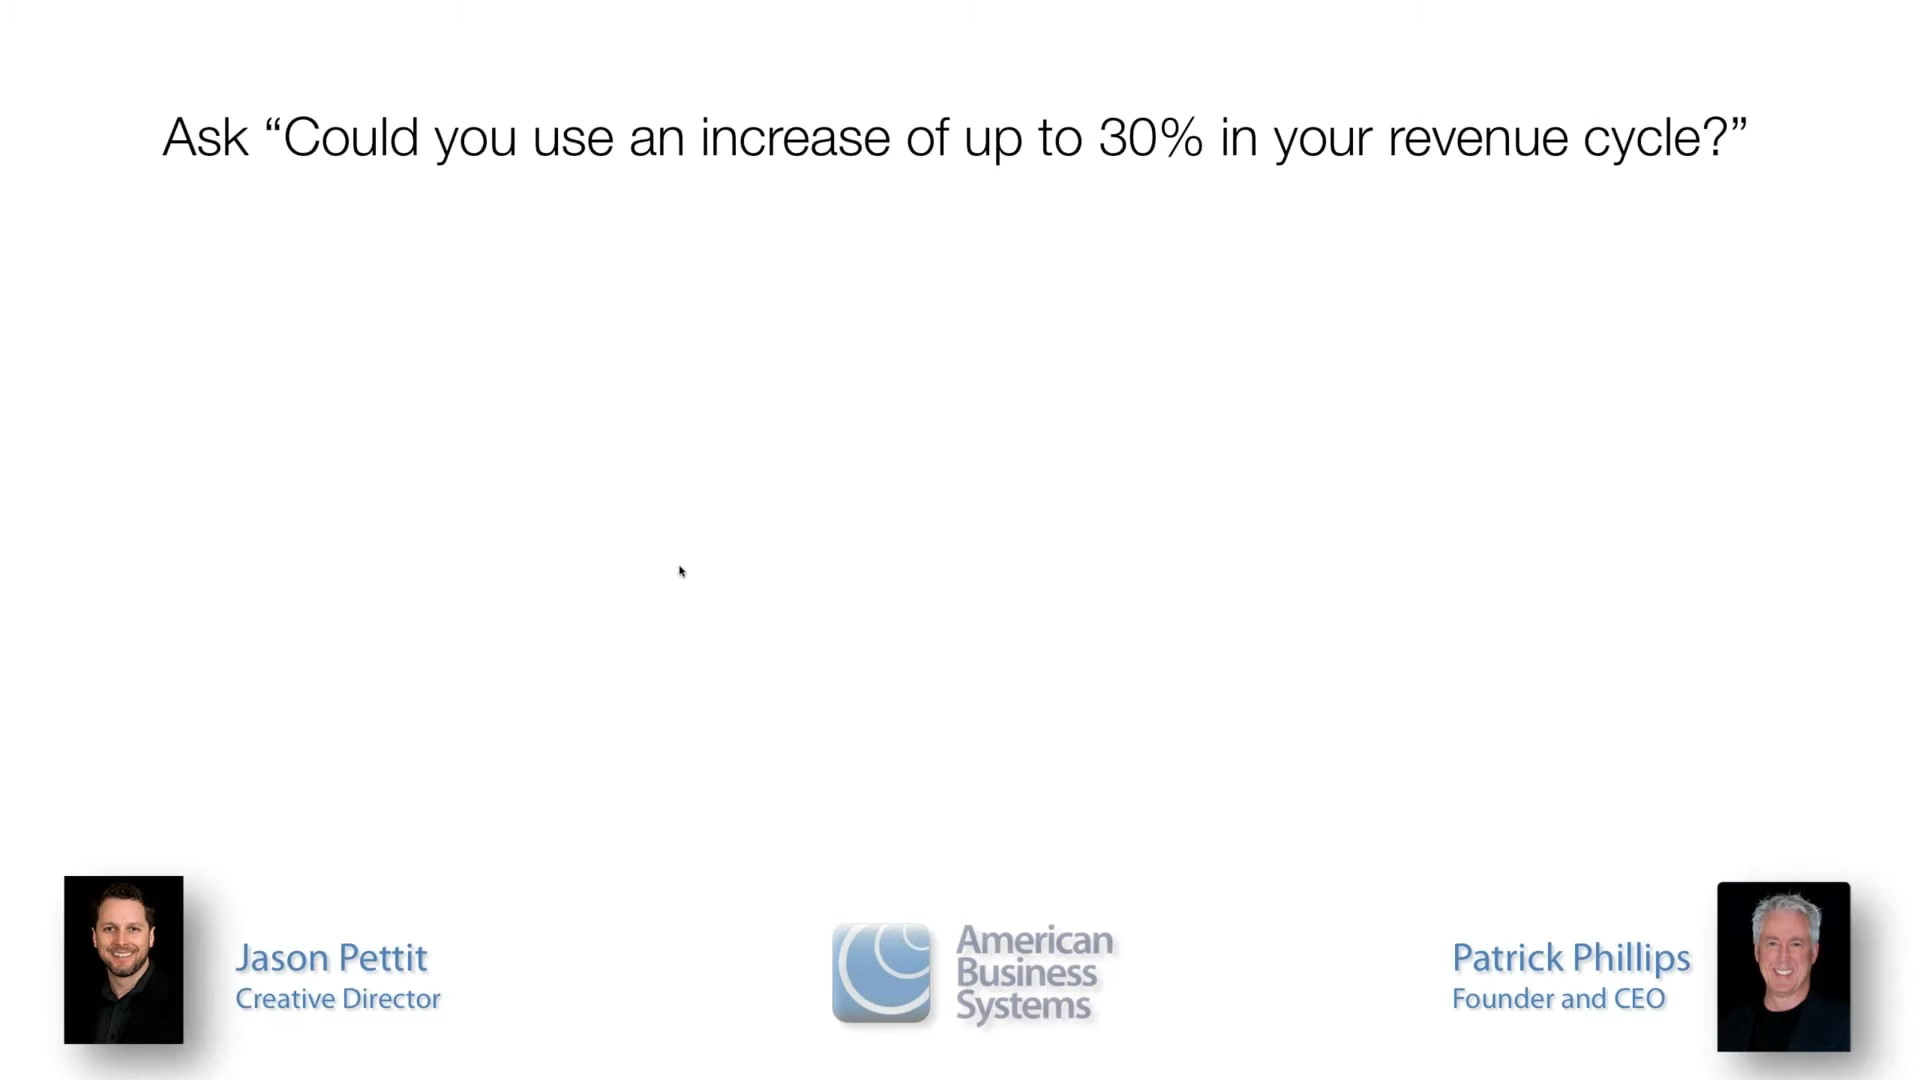 Ask “Could you use an increase of up to 30% in your revenue cycle?”
Jason Pettit
Creative Director
American
Business
Systems
Patrick Phillips
Founder and CEO